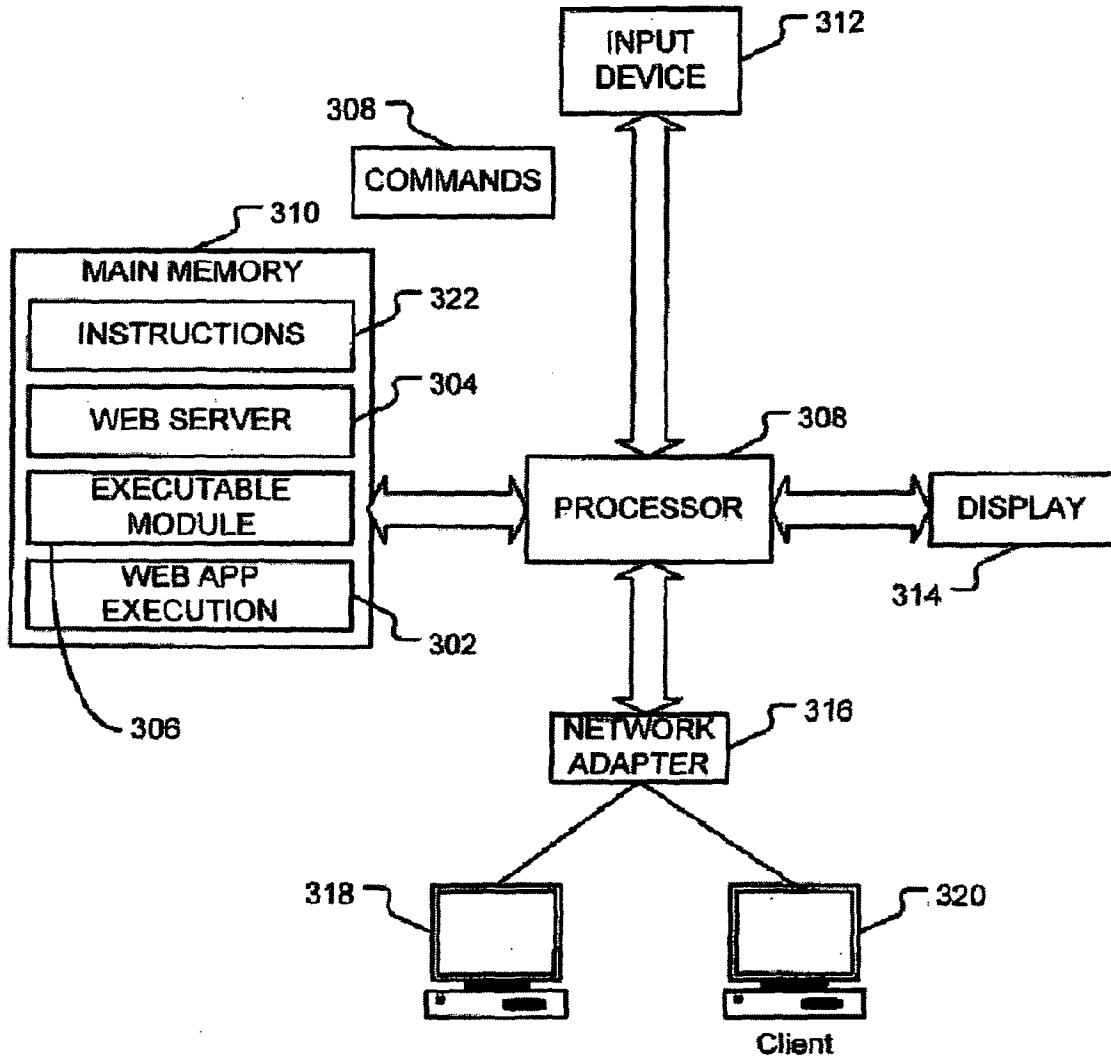 312
INPUT
DEVICE
308
COMMANDS
310
MAIN MEMORY
INSTRUCTIONS
322
WEB SERVER
304
EXECUTABLE
MODULE
WEB APP
EXECUTION
302
306
308
PROCESSOR
DISPLAY
314
NETWORK
ADAPTER
316
318
320
Client